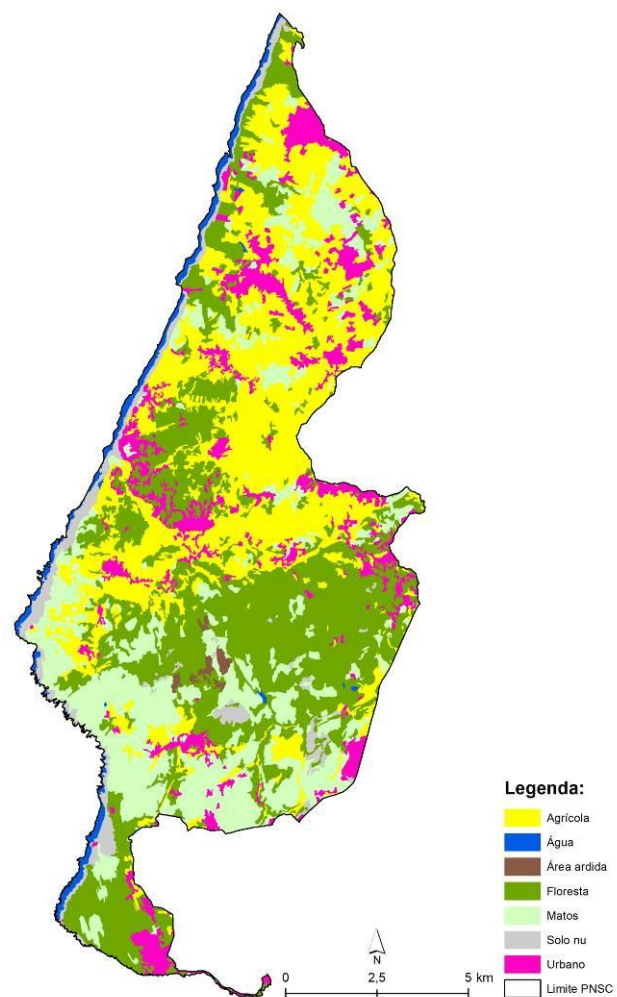 Legenda:
Agrícola
Água
Área ardida
Floresta
Matos
Solo nu
Urbano
Limite PNSC
N
0 2,5 5 km